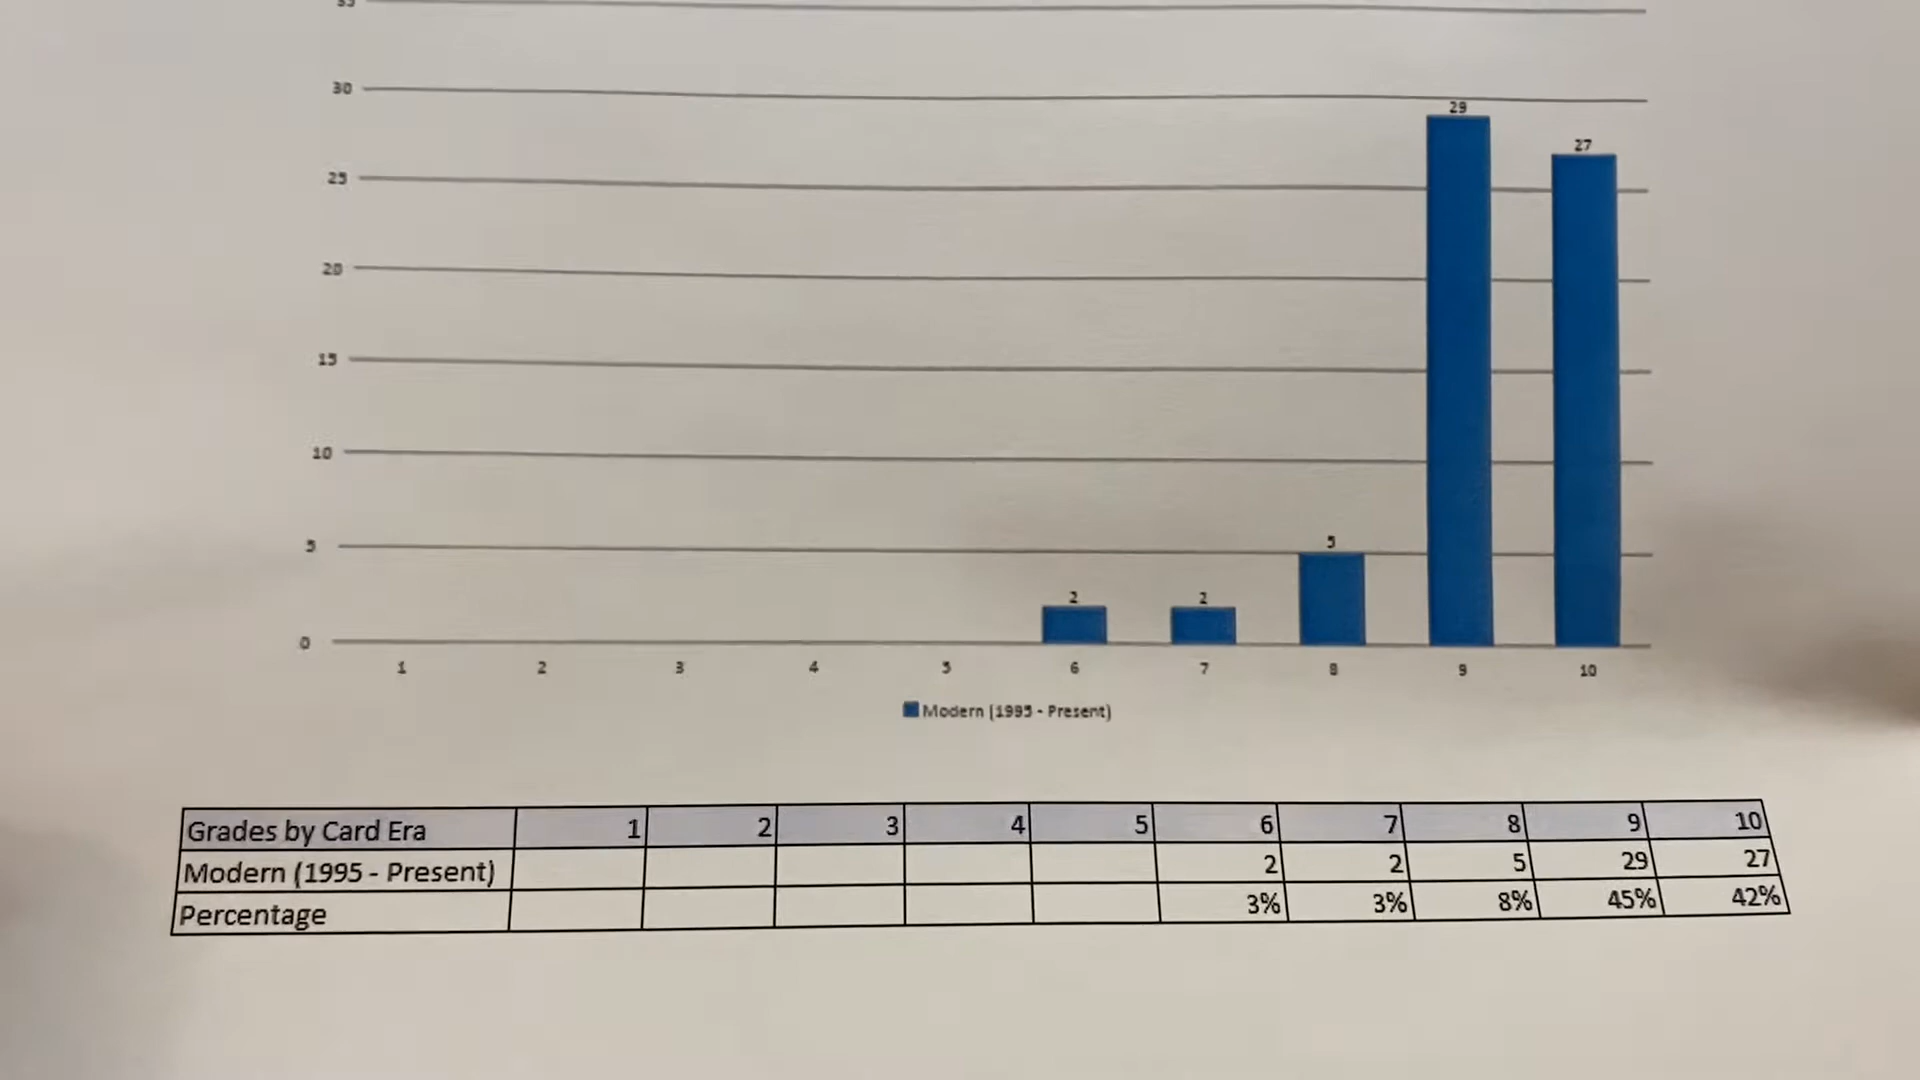 35
30
29
27
25
20
15
10
5
5
2
2
0
1 2 3 4 5 6 7 8 9 10
Modern (1995 - Present)
Grades by Card Era 1 2 3 4 5 6 7 8 9 10
Modern (1995 - Present) 2 2 5 29 27
Percentage 3% 3% 8% 45% 42%